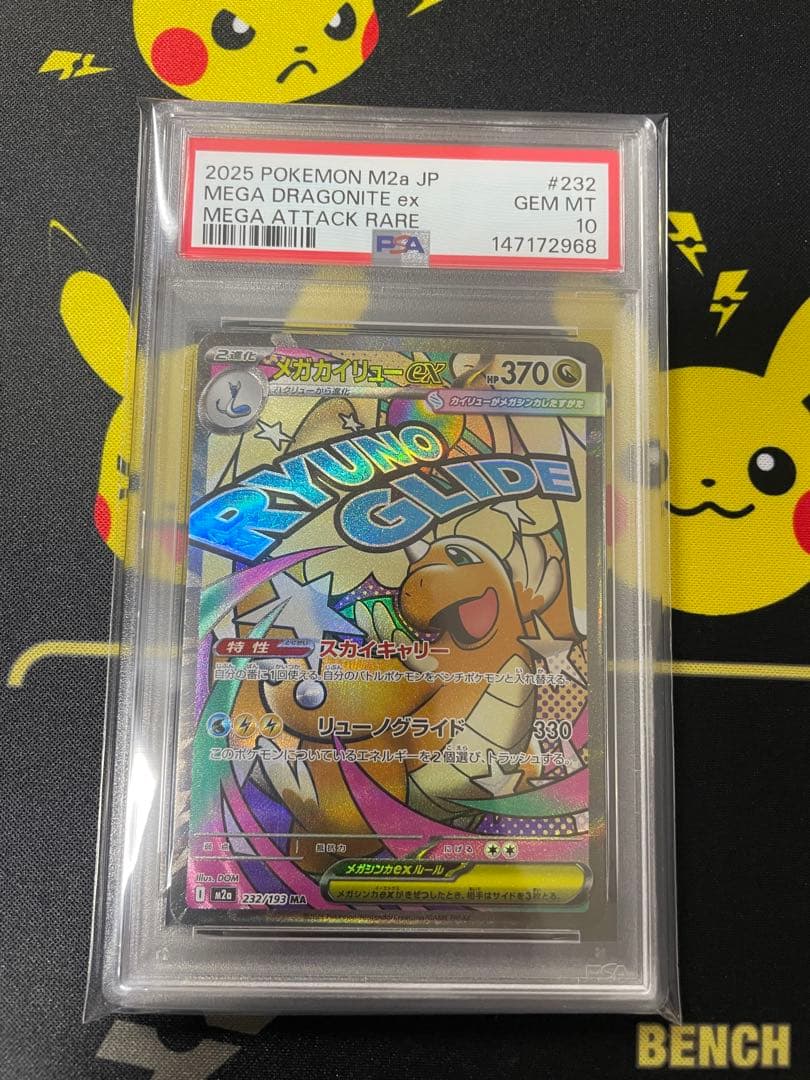 2025 POKEMON M2a JP #232
MEGA DRAGONITE ex GEM MT
MEGA ATTACK RARE 10
PSA 147172968
2進化
メガカイリューex HP370
ハクリューから進化
カイリューがメガシンカしたすがた
RYUNO
GLIDE
特性 スカイキャリー
自分の番に1回使える。自分のバトルポケモンをベンチポケモンと入れ替える。
リューノグライド 330
このポケモンについているエネルギーを2個選び、トラッシュする。
弱点 抵抗力 にげる
メガシンカexルール
メガシンカexがきぜつしたとき、相手はサイドを3枚とる。
Illus. DOM
I m2a 232/193 MA
PSA
BENCH